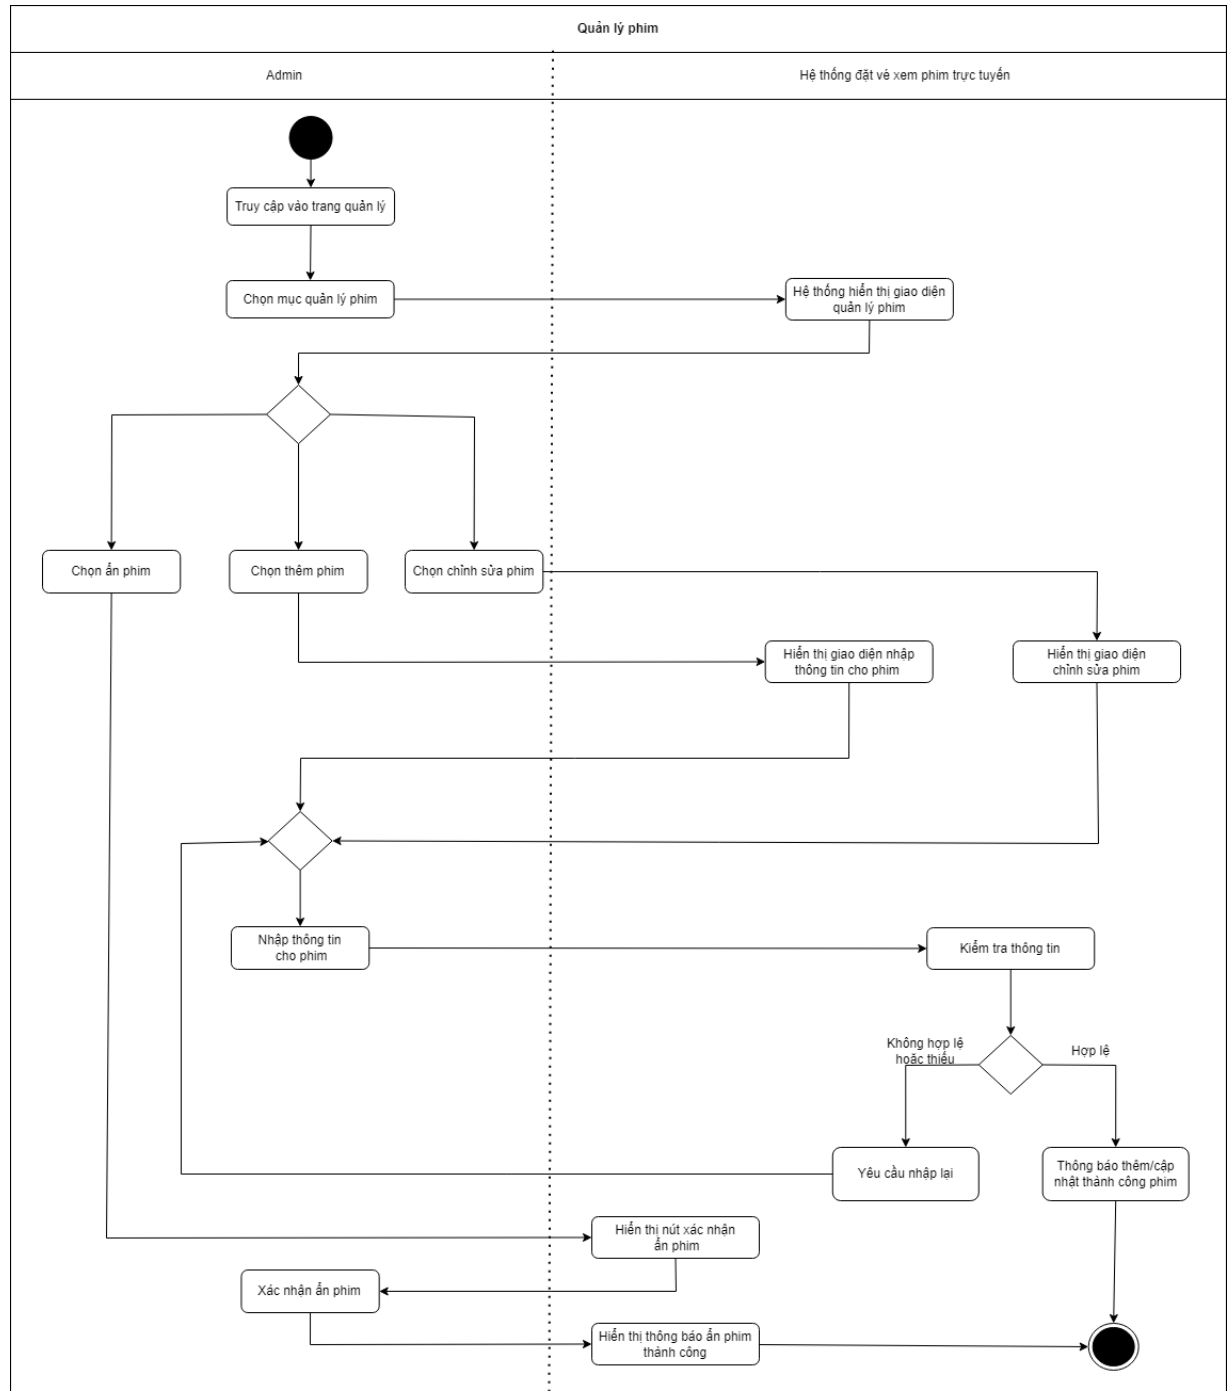 Quản lý phim
Admin
Hệ thống đặt vé xem phim trực tuyến
Truy cập vào trang quản lý
Chọn mục quản lý phim
Hệ thống hiển thị giao diện
quản lý phim
Chọn ẩn phim
Chọn thêm phim
Chọn chỉnh sửa phim
Hiển thị giao diện nhập
thông tin cho phim
Hiển thị giao diện
chỉnh sửa phim
Nhập thông tin
cho phim
Kiểm tra thông tin
Không hợp lệ
hoặc thiếu
Hợp lệ
Yêu cầu nhập lại
Thông báo thêm/cập
nhật thành công phim
Hiển thị nút xác nhận
ẩn phim
Xác nhận ẩn phim
Hiển thị thông báo ẩn phim
thành công